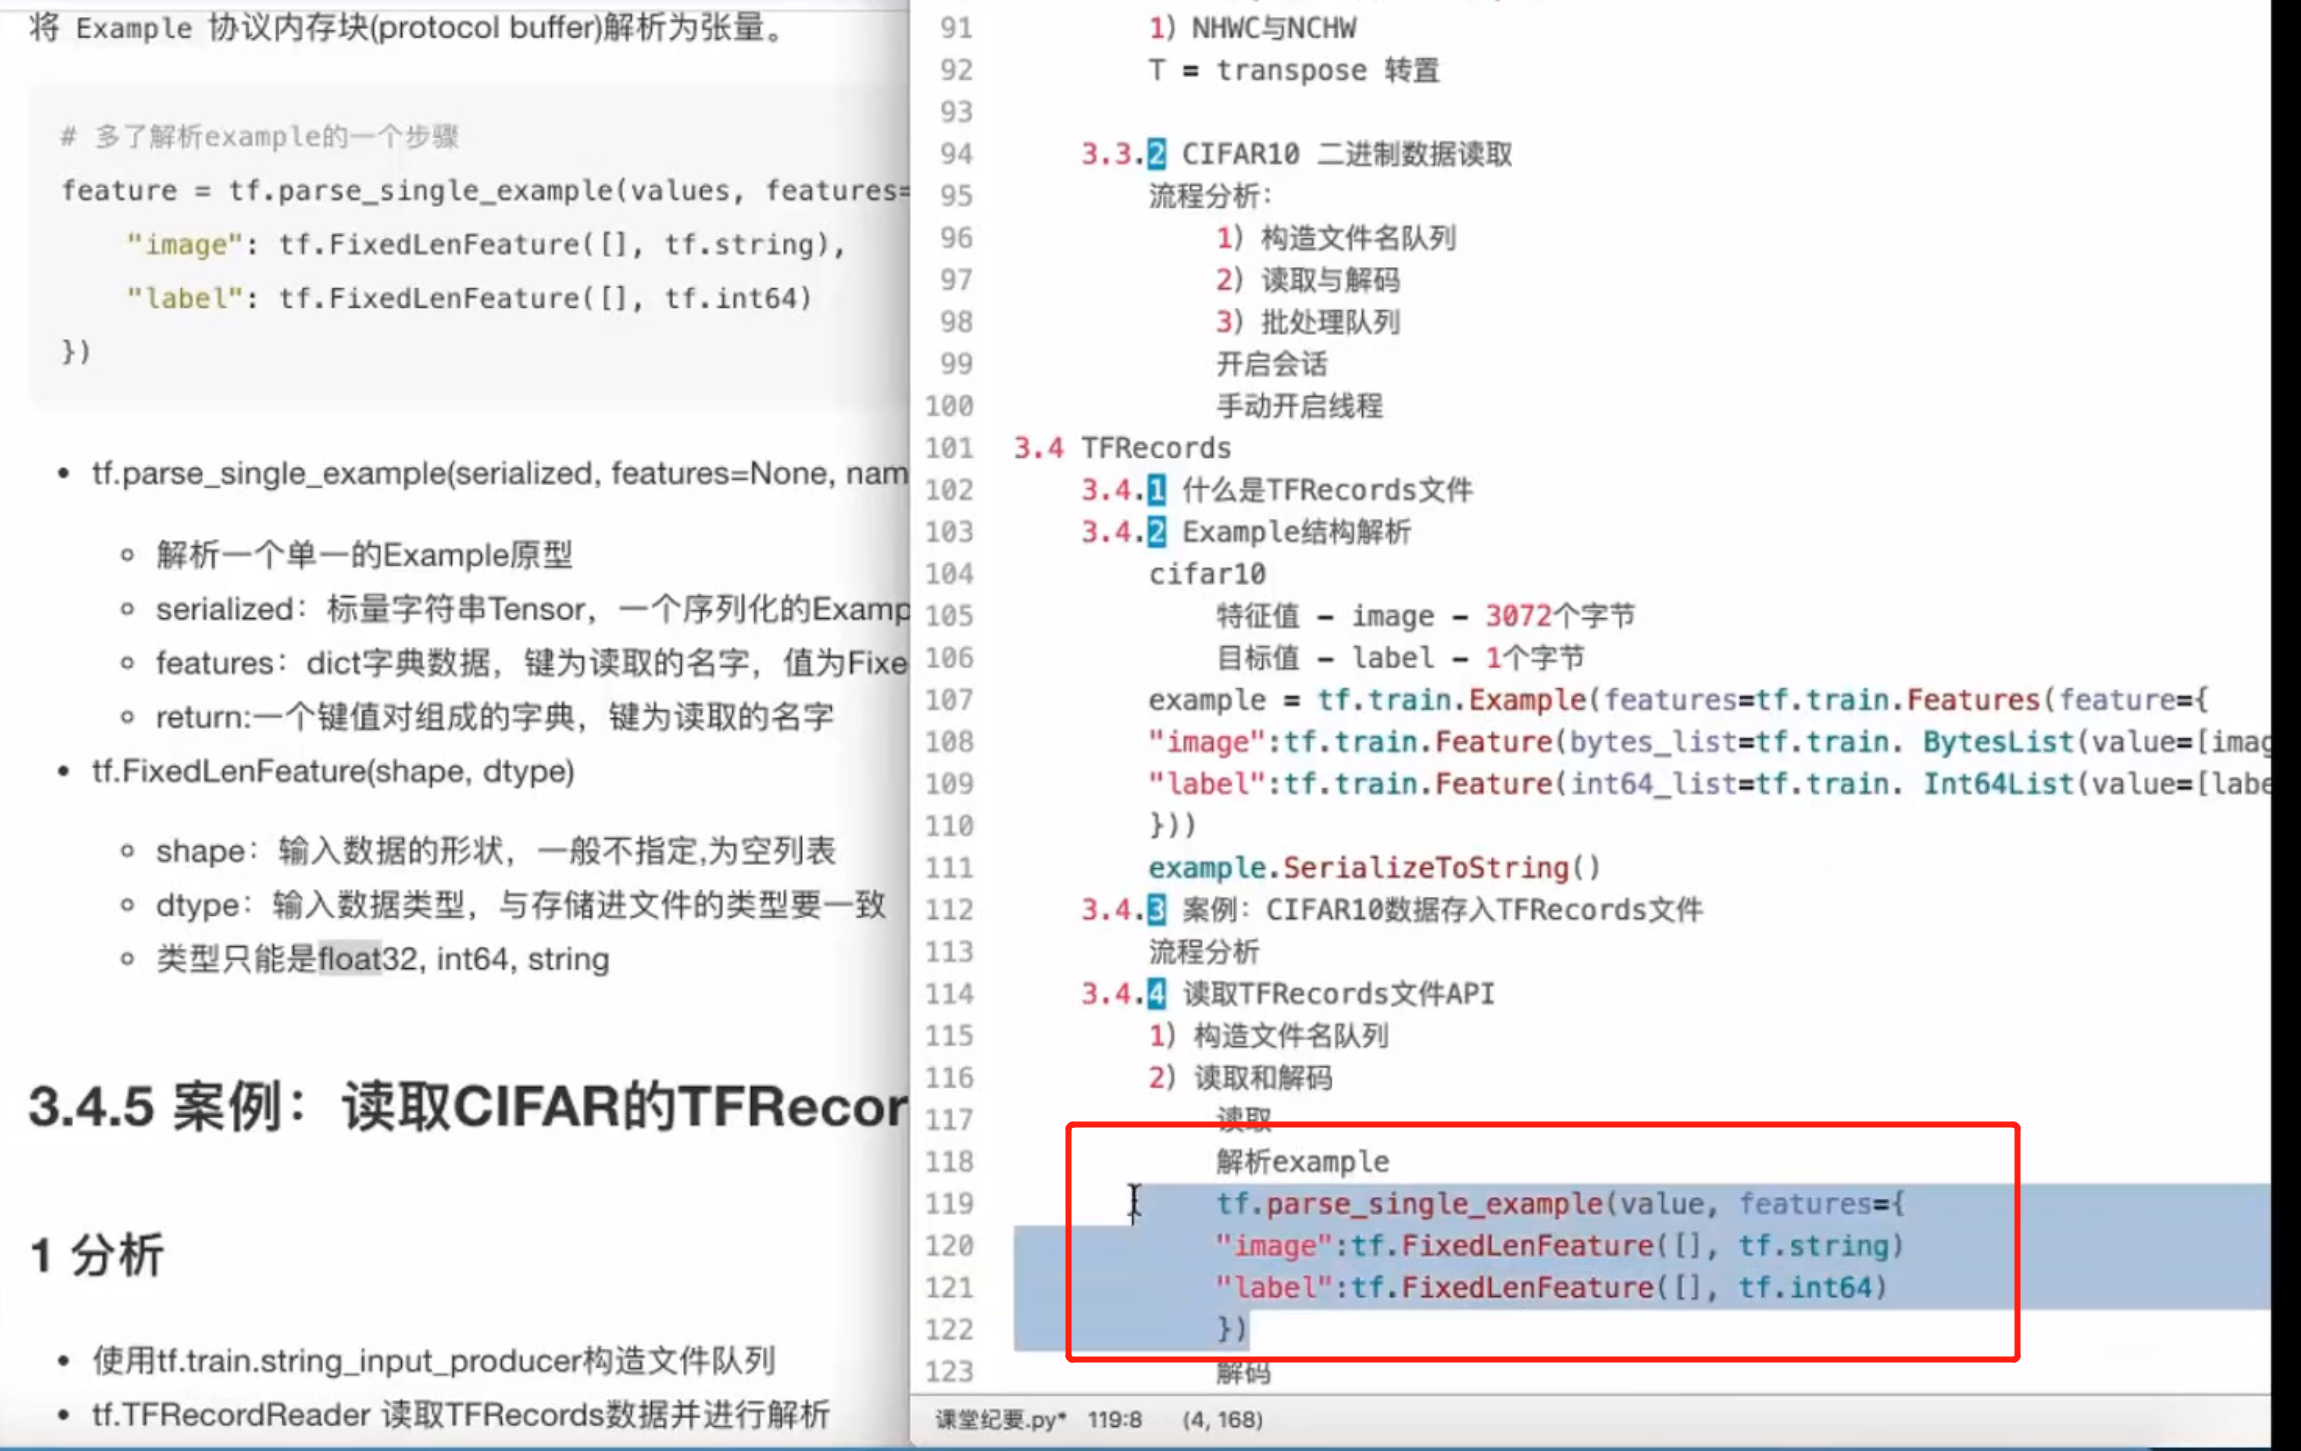 将 Example 协议内存块(protocol buffer)解析为张量。
# 多了解析example的一个步骤
feature = tf.parse_single_example(values, features=
"image": tf.FixedLenFeature([], tf.string),
"label": tf.FixedLenFeature([], tf.int64)
})
• tf.parse_single_example(serialized, features=None, nam
解析一个单一的Example原型
serialized：标量字符串Tensor，一个序列化的Examp
features：dict字典数据，键为读取的名字，值为Fixe
return:一个键值对组成的字典，键为读取的名字
• tf.FixedLenFeature(shape, dtype)
shape：输入数据的形状，一般不指定,为空列表
dtype：输入数据类型，与存储进文件的类型要一致
类型只能是float32, int64, string
3.4.5 案例：读取CIFAR的TFRecor
1 分析
• 使用tf.train.string_input_producer构造文件队列
• tf.TFRecordReader 读取TFRecords数据并进行解析
91 1）NHWC与NCHW
92 T = transpose 转置
93
94 3.3.2 CIFAR10 二进制数据读取
95 流程分析：
96 1）构造文件名队列
97 2）读取与解码
98 3）批处理队列
99 开启会话
100 手动开启线程
101 3.4 TFRecords
102 3.4.1 什么是TFRecords文件
103 3.4.2 Example结构解析
104 cifar10
105 特征值 - image - 3072个字节
106 目标值 - label - 1个字节
107 example = tf.train.Example(features=tf.train.Features(feature={
108 "image":tf.train.Feature(bytes_list=tf.train. BytesList(value=[imag
109 "label":tf.train.Feature(int64_list=tf.train. Int64List(value=[labe
110 }))
111 example.SerializeToString()
112 3.4.3 案例：CIFAR10数据存入TFRecords文件
113 流程分析
114 3.4.4 读取TFRecords文件API
115 1）构造文件名队列
116 2）读取和解码
117 读取
118 解析example
119 tf.parse_single_example(value, features={
120 "image":tf.FixedLenFeature([], tf.string)
121 "label":tf.FixedLenFeature([], tf.int64)
122 })
123 解码
课堂纪要.py* 119:8 (4, 168)